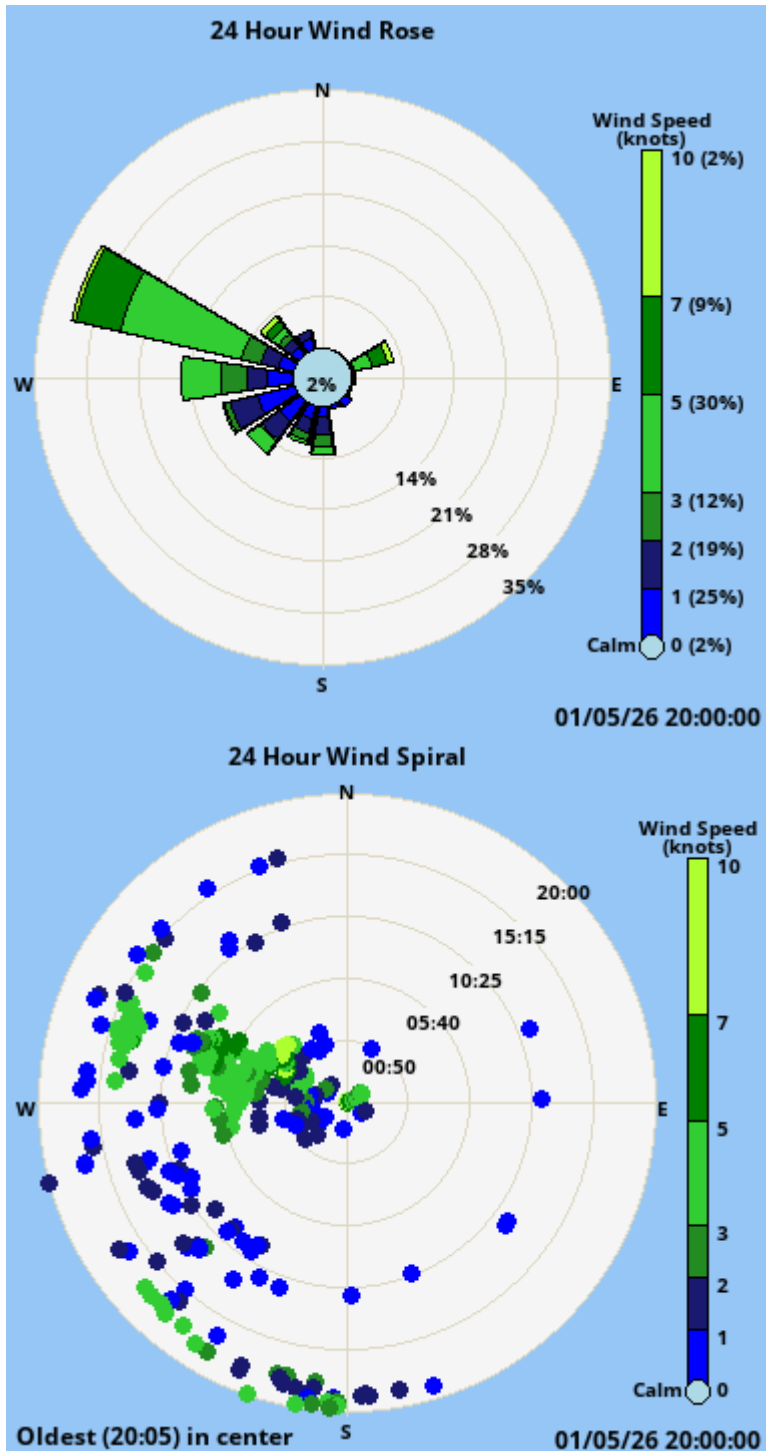 24 Hour Wind Rose
N
Wind Speed
(knots)
10 (2%)
7 (9%)
W
2%
E
5 (30%)
14%
3 (12%)
21%
2 (19%)
28%
1 (25%)
35%
Calm
0 (2%)
S
01/05/26 20:00:00
24 Hour Wind Spiral
N
Wind Speed
(knots)
10
20:00
15:15
10:25
7
05:40
00:50
W
E
5
3
2
1
Calm
0
S
Oldest (20:05) in center
01/05/26 20:00:00